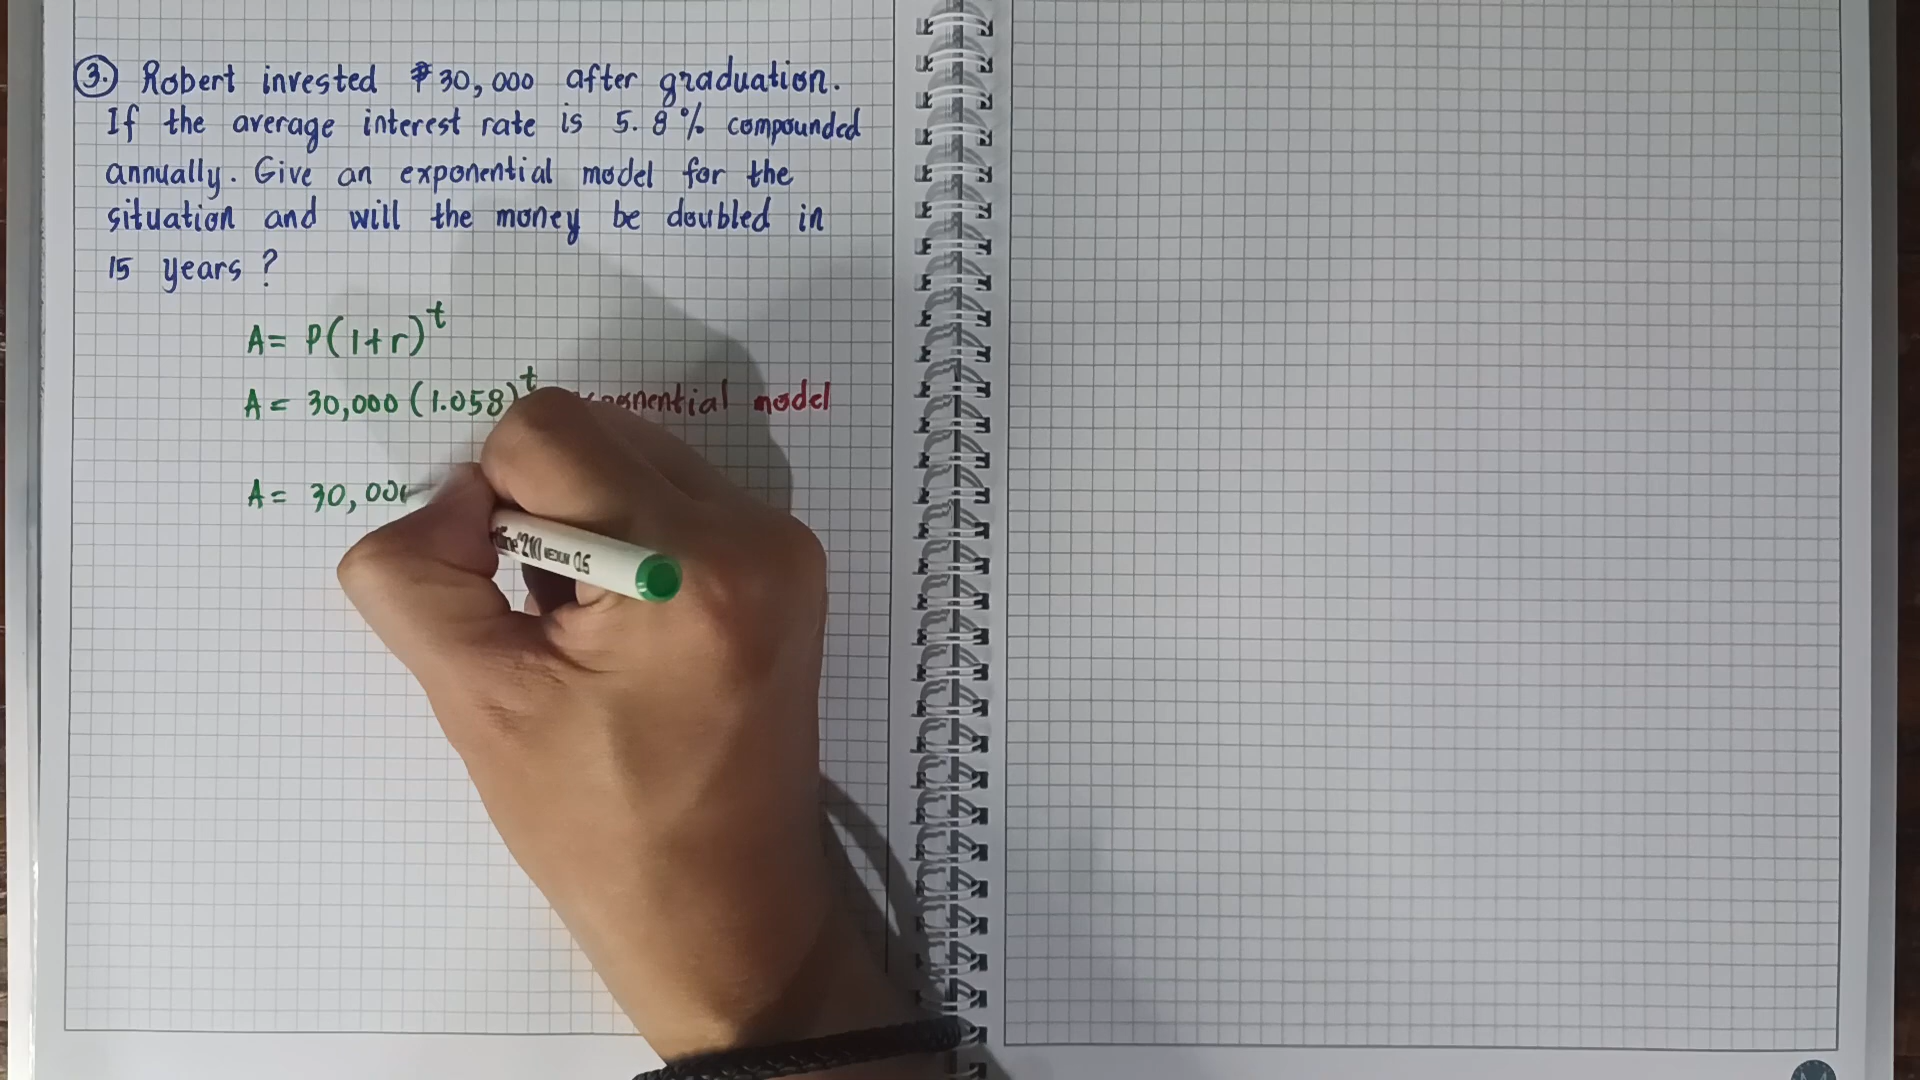 3. Robert invested ₱30,000 after graduation.
If the average interest rate is 5.8% compounded
annually. Give an exponential model for the
situation and will the money be doubled in
15 years?
A = P(1+r)^t
A = 30,000 (1.058)^t model
A = 30,000
210 MEDIUM 0.5